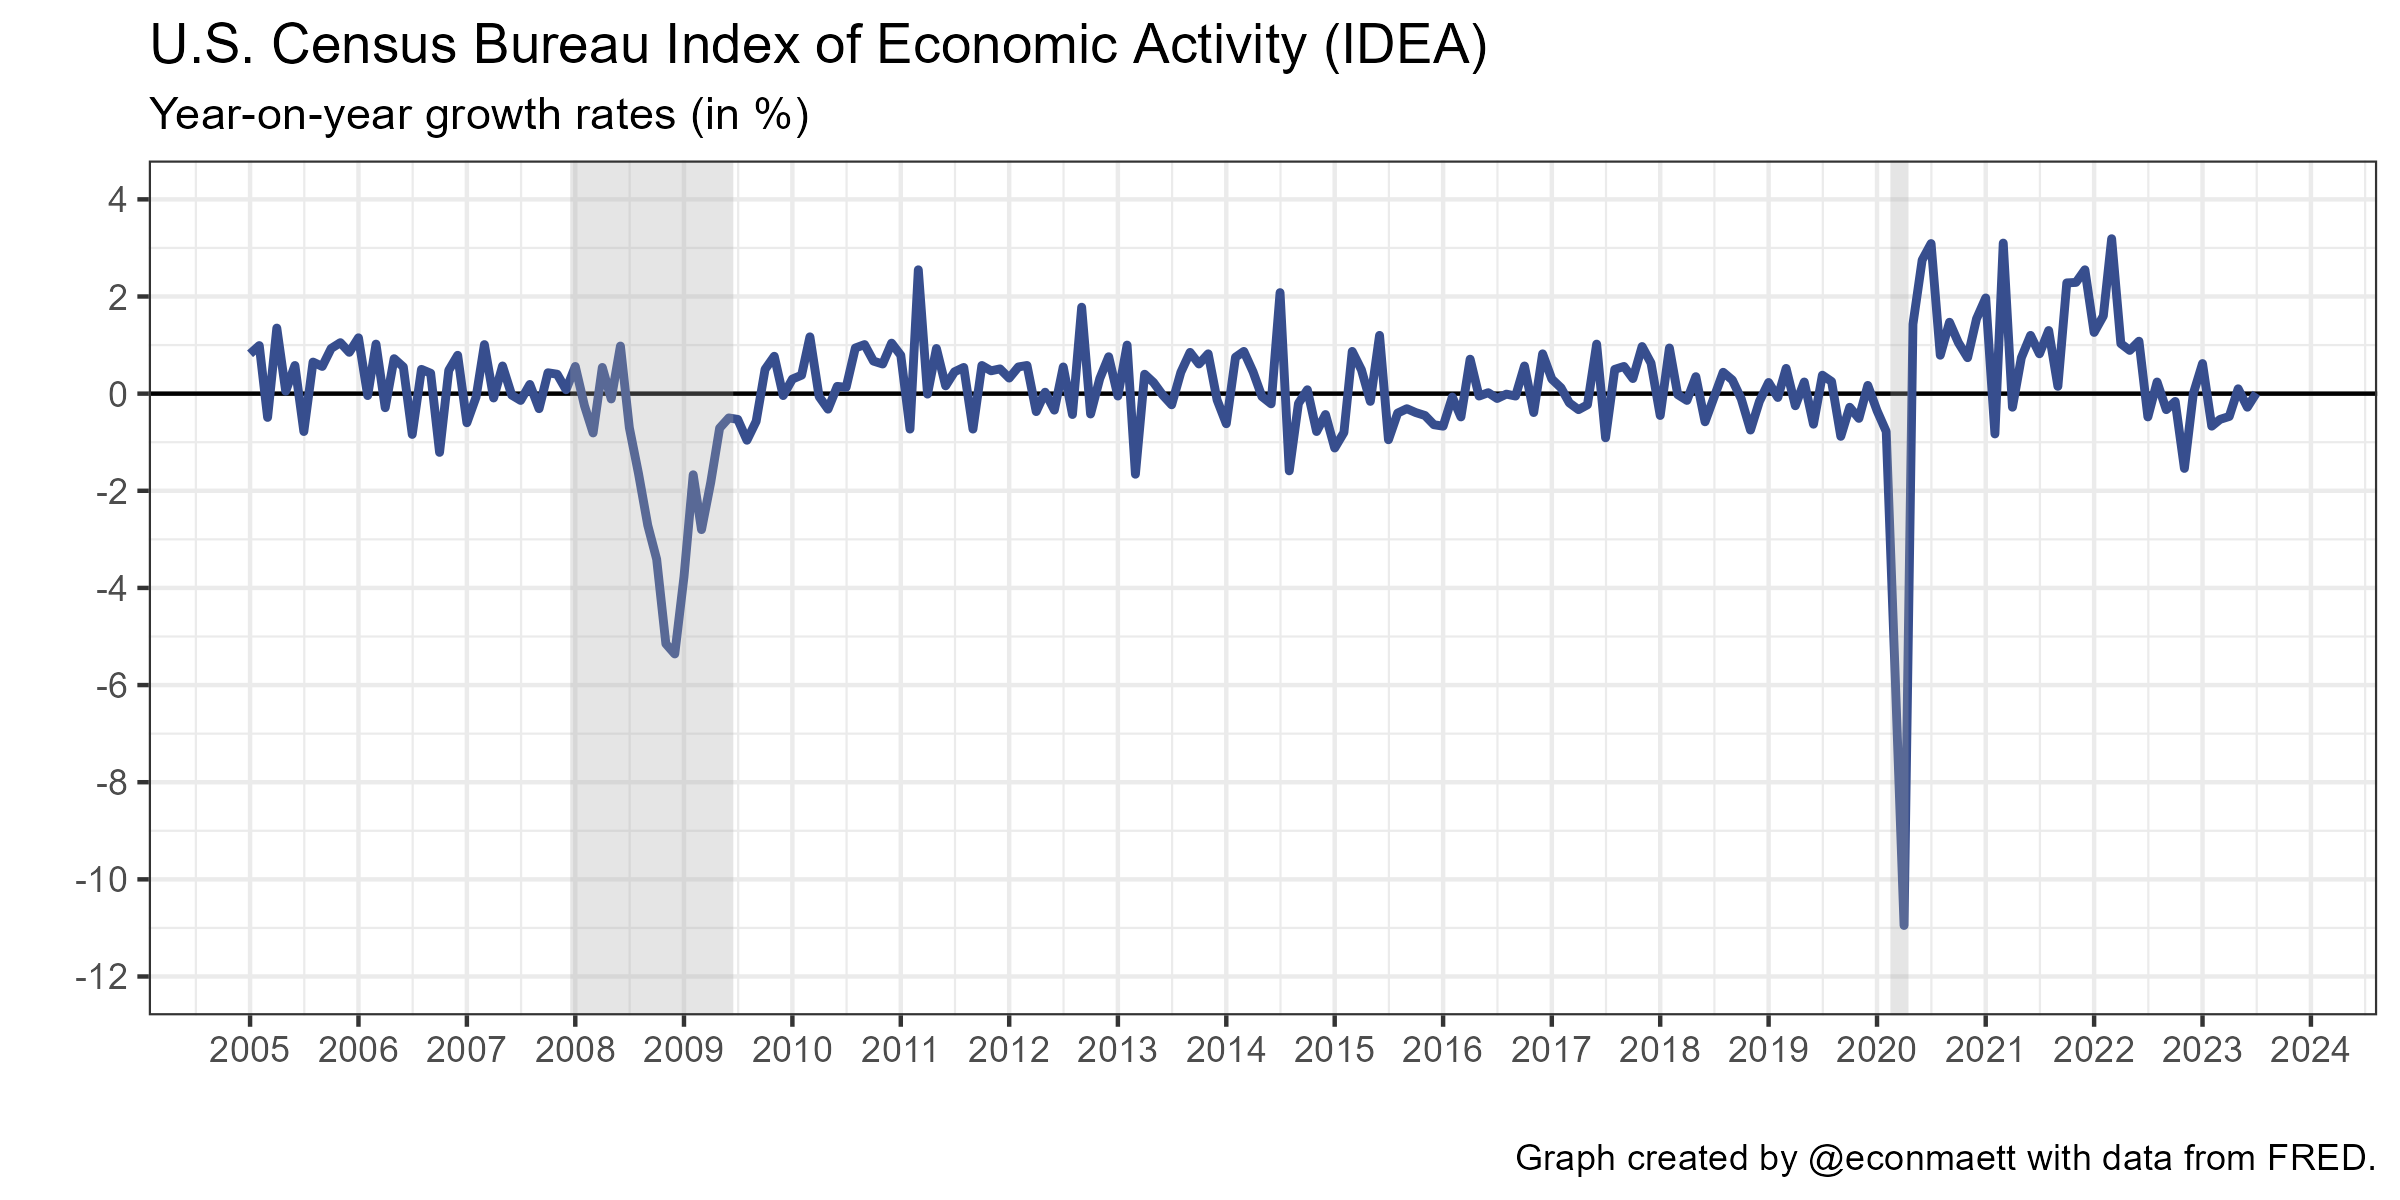 U.S. Census Bureau Index of Economic Activity (IDEA)
Year-on-year growth rates (in %)
4
2
0
-2
-4
-6
-8
-10
-12
2005 2006 2007 2008 2009 2010 2011 2012 2013 2014 2015 2016 2017 2018 2019 2020 2021 2022 2023 2024
Graph created by @econmaett with data from FRED.